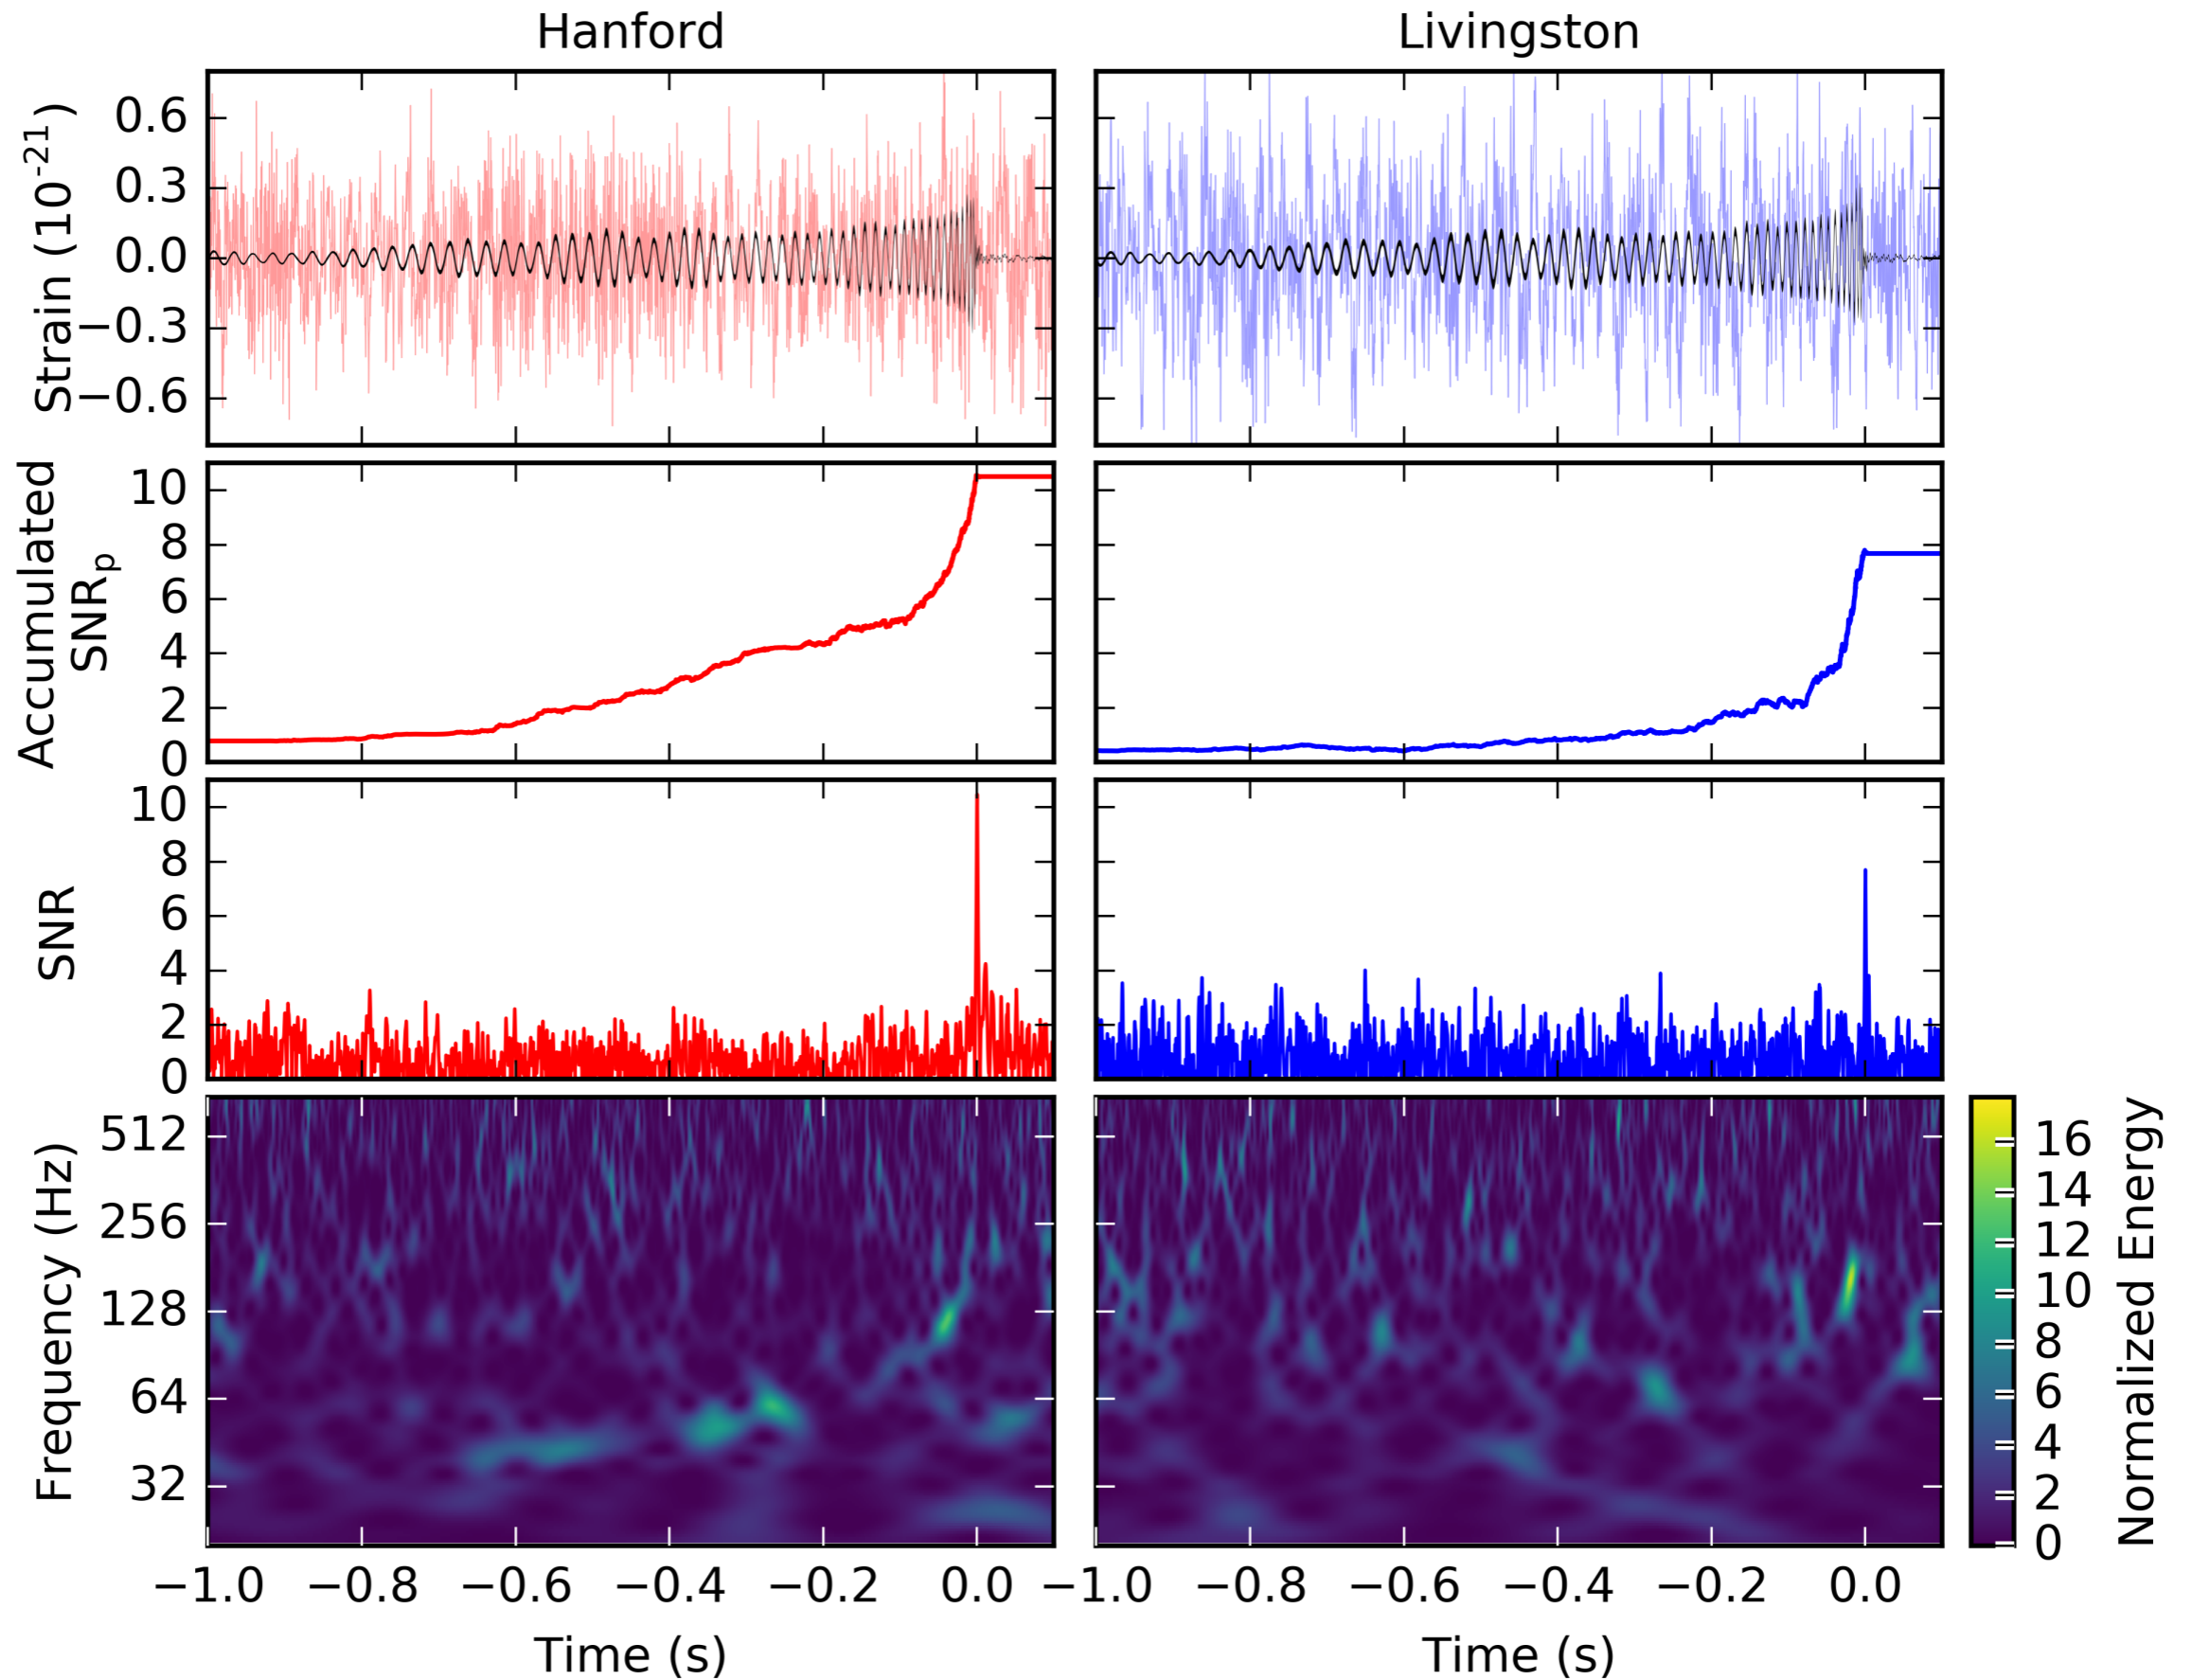 Hanford Livingston
Strain (10⁻²¹)
0.6
0.3
0.0
−0.3
−0.6
Accumulated
SNRₚ
10
8
6
4
2
0
SNR
10
8
6
4
2
0
Frequency (Hz)
512
256
128
64
32
−1.0 −0.8 −0.6 −0.4 −0.2 0.0
Time (s)
−1.0 −0.8 −0.6 −0.4 −0.2 0.0
Time (s)
16
14
12
10
8
6
4
2
0
Normalized Energy